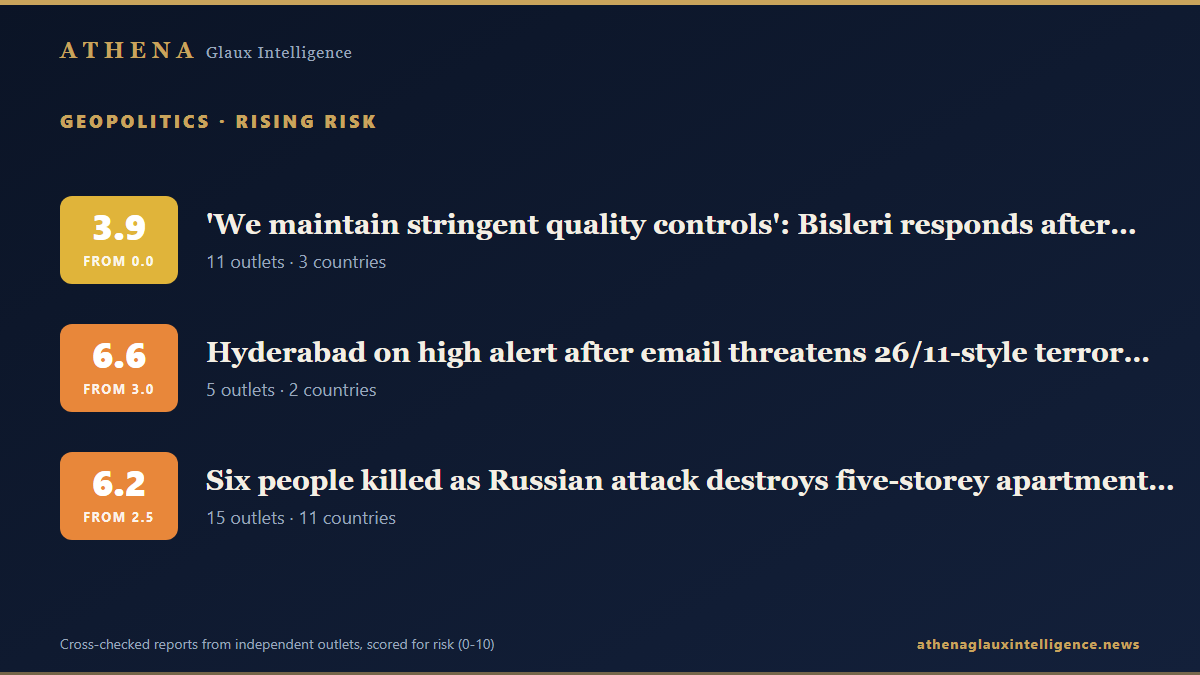 ATHENA Glaux Intelligence
GEOPOLITICS · RISING RISK
3.9
FROM 0.0
'We maintain stringent quality controls': Bisleri responds after...
11 outlets · 3 countries
6.6
FROM 3.0
Hyderabad on high alert after email threatens 26/11-style terror...
5 outlets · 2 countries
6.2
FROM 2.5
Six people killed as Russian attack destroys five-storey apartment...
15 outlets · 11 countries
Cross-checked reports from independent outlets, scored for risk (0-10)
athenaglauxintelligence.news